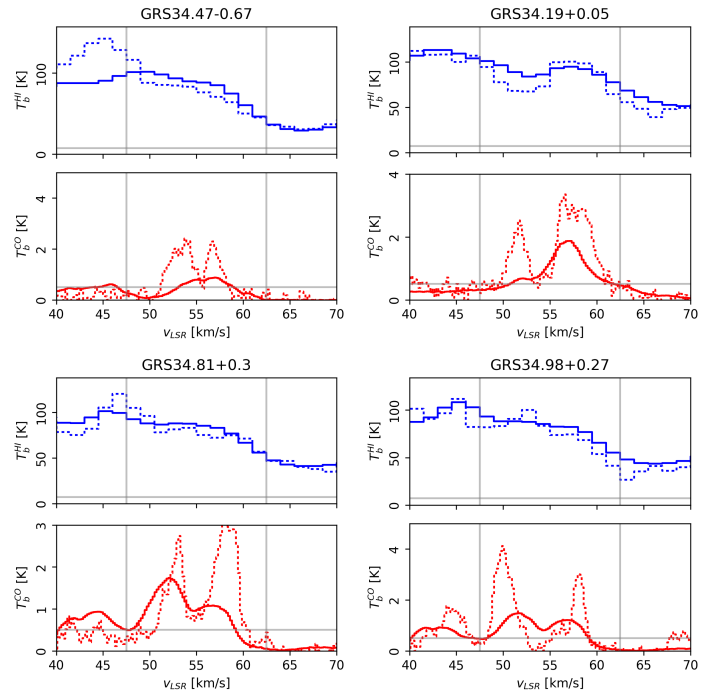 GRS34.47-0.67
T_b^{HI} [K]
100
0
T_b^{CO} [K]
4
2
0
40 45 50 55 60 65 70
v_{LSR} [km/s]
GRS34.19+0.05
T_b^{HI} [K]
100
50
0
T_b^{CO} [K]
4
2
0
40 45 50 55 60 65 70
v_{LSR} [km/s]
GRS34.81+0.3
T_b^{HI} [K]
100
50
0
T_b^{CO} [K]
3
2
1
0
40 45 50 55 60 65 70
v_{LSR} [km/s]
GRS34.98+0.27
T_b^{HI} [K]
100
50
0
T_b^{CO} [K]
4
2
0
40 45 50 55 60 65 70
v_{LSR} [km/s]